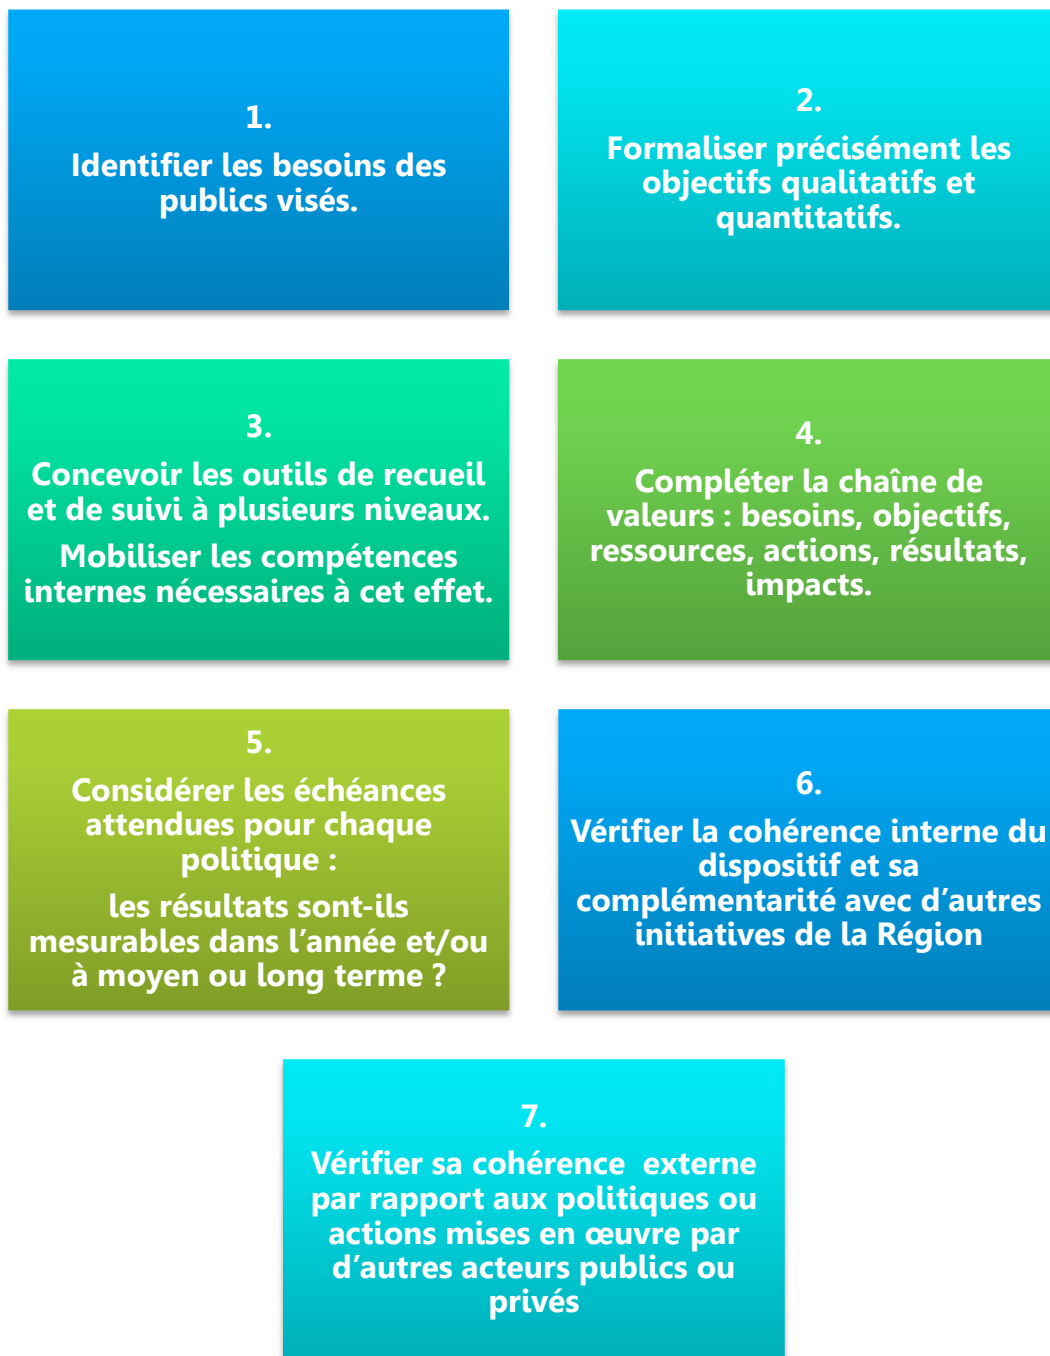 1.
Identifier les besoins des
publics visés.
2.
Formaliser précisément les
objectifs qualitatifs et
quantitatifs.
3.
Concevoir les outils de recueil
et de suivi à plusieurs niveaux.
Mobiliser les compétences
internes nécessaires à cet effet.
4.
Compléter la chaîne de
valeurs : besoins, objectifs,
ressources, actions, résultats,
impacts.
5.
Considérer les échéances
attendues pour chaque
politique :
les résultats sont-ils
mesurables dans l’année et/ou
à moyen ou long terme ?
6.
Vérifier la cohérence interne du
dispositif et sa
complémentarité avec d’autres
initiatives de la Région
7.
Vérifier sa cohérence  externe
par rapport aux politiques ou
actions mises en œuvre par
d’autres acteurs publics ou
privés